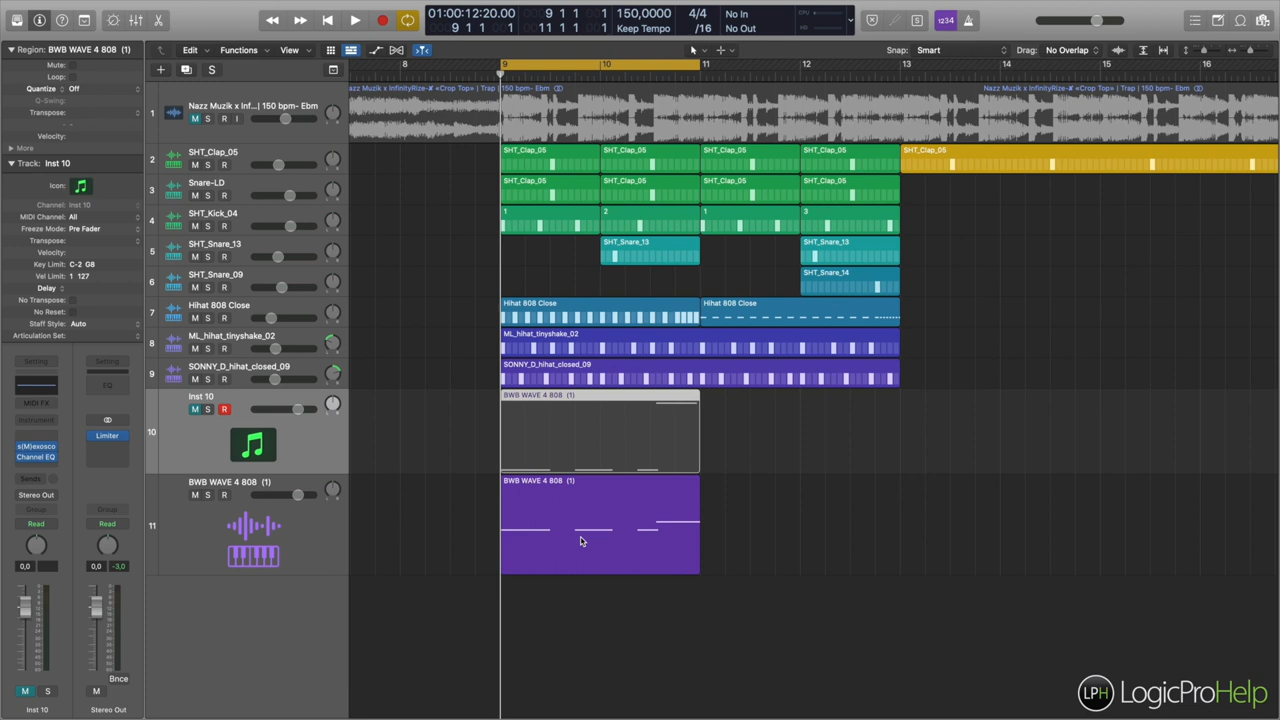 01:00:12:20.00
9 1 1 1
9 1 1
11 1 1 1
150,0000
Keep Tempo
4/4
/16
No In
No Out
CPU
HD
1234
Region: BWB WAVE 4 808 (1)
Mute:
Loop:
Quantize Off
Q-Swing:
Transpose:
Velocity:
More
Track: Inst 10
Icon:
Channel: Inst 10
MIDI Channel: All
Freeze Mode: Pre Fader
Transpose:
Velocity:
Key Limit: C-2 G8
Vel Limit: 1 127
Delay
No Transpose:
No Reset:
Staff Style: Auto
Articulation Set:
Setting Setting
EQ
MIDI FX
Instrument
s(M)exosco Limiter
Channel EQ
Sends
Stereo Out
Group Group
Read Read
0,0 0,0 -3,0
Bnce
M S M
Inst 10 Stereo Out
Edit Functions View
Snap: Smart Drag: No Overlap
S
8 9 10 11 12 13 14 15 16
1 Nazz Muzik x Inf...| 150 bpm- Ebm
M S R I
azz Muzik x InfinityRize-✘ «Crop Top» | Trap | 150 bpm- Ebm
Nazz Muzik x InfinityRize-✘ «Crop Top» | Trap | 150 bpm- Ebm
2 SHT_Clap_05
M S R
SHT_Clap_05 SHT_Clap_05 SHT_Clap_05 SHT_Clap_05 SHT_Clap_05
3 Snare-LD
M S R
SHT_Clap_05 SHT_Clap_05 SHT_Clap_05 SHT_Clap_05
4 SHT_Kick_04
M S R
1 2 1 3
5 SHT_Snare_13
M S R
SHT_Snare_13 SHT_Snare_13
6 SHT_Snare_09
M S R
SHT_Snare_14
7 Hihat 808 Close
M S R
Hihat 808 Close Hihat 808 Close
8 ML_hihat_tinyshake_02
M S R
ML_hihat_tinyshake_02
9 SONNY_D_hihat_closed_09
M S R
SONNY_D_hihat_closed_09
10 Inst 10
M S R
BWB WAVE 4 808 (1)
11 BWB WAVE 4 808 (1)
M S R
BWB WAVE 4 808 (1)
LPH LogicProHelp